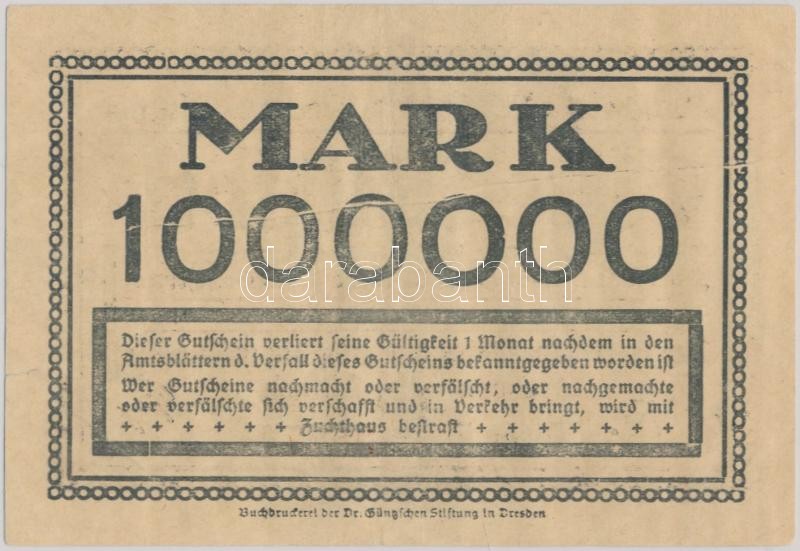 MARK
1000000
darabanth
Dieser Gutschein verliert seine Gültigkeit 1 Monat nachdem in den
Amtsblättern d. Verfall dieses Gutscheins bekanntgegeben worden ist
Wer Gutscheine nachmacht oder verfälscht, oder nachgemachte
oder verfälschte sich verschafft und in Verkehr bringt, wird mit
+ + + + + + + Zuchthaus bestraft + + + + + + +
Buchdruckerei der Dr. Güntzschen Stiftung in Dresden